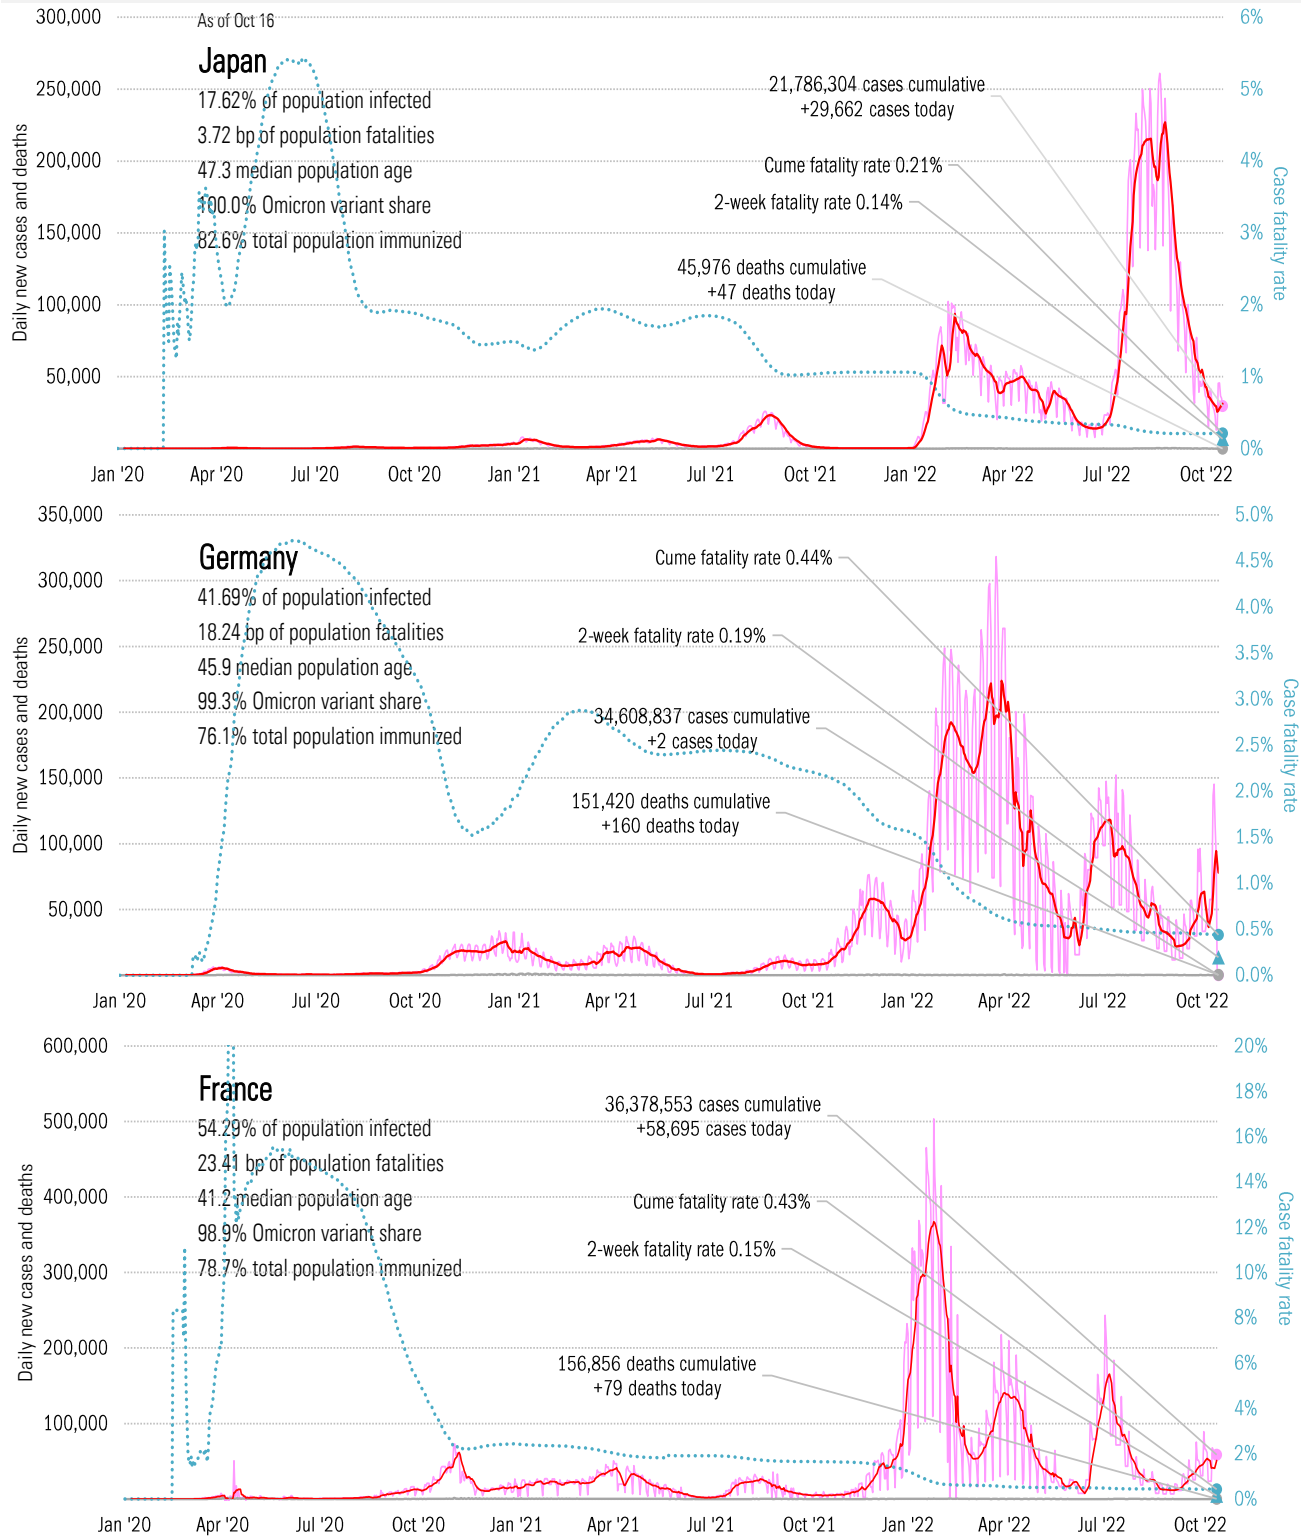 As of Oct 16
Japan
17.62% of population infected
3.72 bp of population fatalities
47.3 median population age
100.0% Omicron variant share
82.6% total population immunized
21,786,304 cases cumulative
+29,662 cases today
Cume fatality rate 0.21%
2-week fatality rate 0.14%
45,976 deaths cumulative
+47 deaths today
Daily new cases and deaths
300,000
250,000
200,000
150,000
100,000
50,000
6%
5%
4%
3%
2%
1%
0%
Case fatality rate
Jan '20 Apr '20 Jul '20 Oct '20 Jan '21 Apr '21 Jul '21 Oct '21 Jan '22 Apr '22 Jul '22 Oct '22
Germany
41.69% of population infected
18.24 bp of population fatalities
45.9 median population age
99.3% Omicron variant share
76.1% total population immunized
Cume fatality rate 0.44%
2-week fatality rate 0.19%
34,608,837 cases cumulative
+2 cases today
151,420 deaths cumulative
+160 deaths today
Daily new cases and deaths
350,000
300,000
250,000
200,000
150,000
100,000
50,000
5.0%
4.5%
4.0%
3.5%
3.0%
2.5%
2.0%
1.5%
1.0%
0.5%
0.0%
Case fatality rate
Jan '20 Apr '20 Jul '20 Oct '20 Jan '21 Apr '21 Jul '21 Oct '21 Jan '22 Apr '22 Jul '22 Oct '22
France
54.29% of population infected
23.41 bp of population fatalities
41.2 median population age
98.9% Omicron variant share
78.7% total population immunized
36,378,553 cases cumulative
+58,695 cases today
Cume fatality rate 0.43%
2-week fatality rate 0.15%
156,856 deaths cumulative
+79 deaths today
Daily new cases and deaths
600,000
500,000
400,000
300,000
200,000
100,000
20%
18%
16%
14%
12%
10%
8%
6%
4%
2%
0%
Case fatality rate
Jan '20 Apr '20 Jul '20 Oct '20 Jan '21 Apr '21 Jul '21 Oct '21 Jan '22 Apr '22 Jul '22 Oct '22